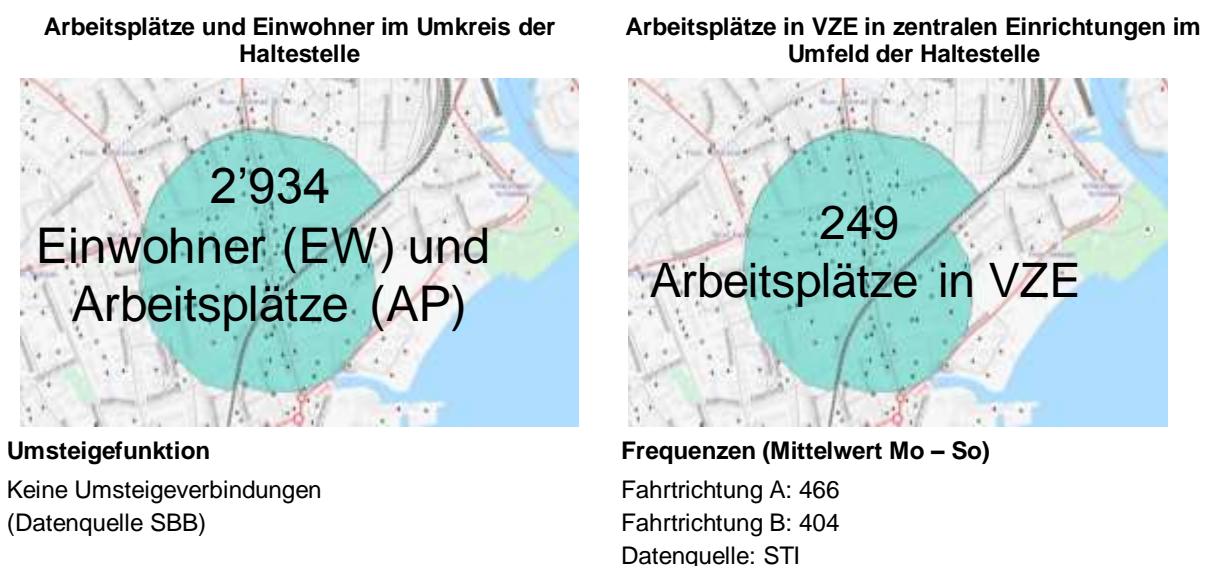 Arbeitsplätze und Einwohner im Umkreis der
Haltestelle
2’934
Einwohner (EW) und
Arbeitsplätze (AP)
Umsteigefunktion
Keine Umsteigeverbindungen
(Datenquelle SBB)
Arbeitsplätze in VZE in zentralen Einrichtungen im
Umfeld der Haltestelle
249
Arbeitsplätze in VZE
Frequenzen (Mittelwert Mo – So)
Fahrtrichtung A: 466
Fahrtrichtung B: 404
Datenquelle: STI